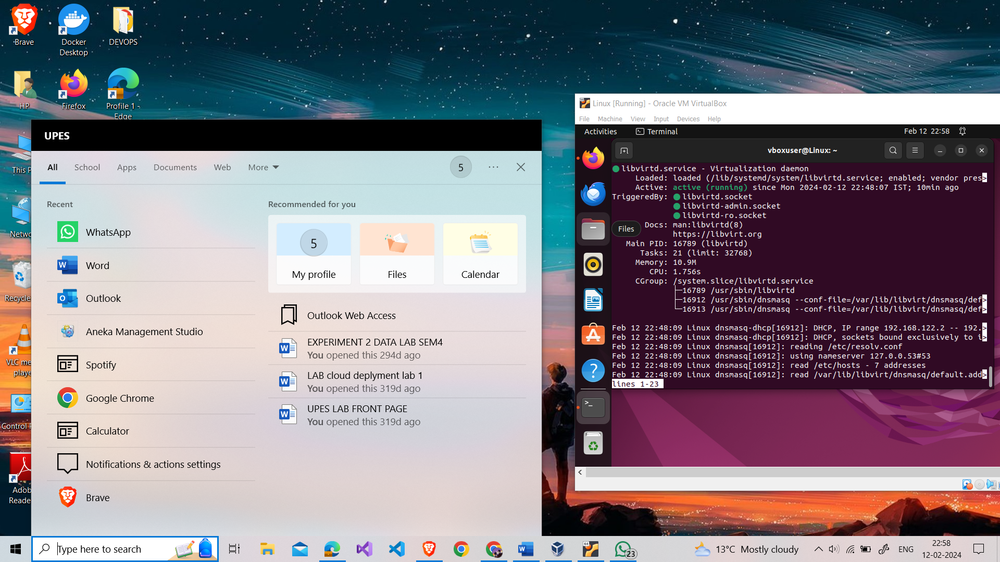 Brave
Docker
Desktop
DEVOPS
HP
Firefox
Profile 1 -
Edge
This P
Netwo
Recycle
VLC me
playe
Control P
Adob
Reade
UPES
All
School
Apps
Documents
Web
More
5
Recent
WhatsApp
Word
Outlook
Aneka Management Studio
Spotify
Google Chrome
Calculator
Notifications & actions settings
Brave
Recommended for you
5
My profile
Files
Calendar
Outlook Web Access
EXPERIMENT 2 DATA LAB SEM4
You opened this 294d ago
LAB cloud deplyment lab 1
You opened this 319d ago
UPES LAB FRONT PAGE
You opened this 319d ago
Linux [Running] - Oracle VM VirtualBox
File Machine View Input Devices Help
Activities
Terminal
Feb 12 22:58
vboxuser@Linux: ~
Files
libvirtd.service - Virtualization daemon
Loaded: loaded (/lib/systemd/system/libvirtd.service; enabled; vendor pres>
Active: active (running) since Mon 2024-02-12 22:48:07 IST; 10min ago
TriggeredBy: libvirtd.socket
libvirtd-admin.socket
libvirtd-ro.socket
Docs: man:libvirtd(8)
https://libvirt.org
Main PID: 16789 (libvirtd)
Tasks: 21 (limit: 32768)
Memory: 10.9M
CPU: 1.756s
CGroup: /system.slice/libvirtd.service
├─16789 /usr/sbin/libvirtd
├─16912 /usr/sbin/dnsmasq --conf-file=/var/lib/libvirt/dnsmasq/def>
└─16913 /usr/sbin/dnsmasq --conf-file=/var/lib/libvirt/dnsmasq/def>
Feb 12 22:48:09 Linux dnsmasq-dhcp[16912]: DHCP, IP range 192.168.122.2 -- 192.>
Feb 12 22:48:09 Linux dnsmasq-dhcp[16912]: DHCP, sockets bound exclusively to i>
Feb 12 22:48:09 Linux dnsmasq[16912]: reading /etc/resolv.conf
Feb 12 22:48:09 Linux dnsmasq[16912]: using nameserver 127.0.0.53#53
Feb 12 22:48:09 Linux dnsmasq[16912]: read /etc/hosts - 7 addresses
Feb 12 22:48:09 Linux dnsmasq[16912]: read /var/lib/libvirt/dnsmasq/default.add>
lines 1-23
Type here to search
23
13°C Mostly cloudy
ENG
22:58
12-02-2024